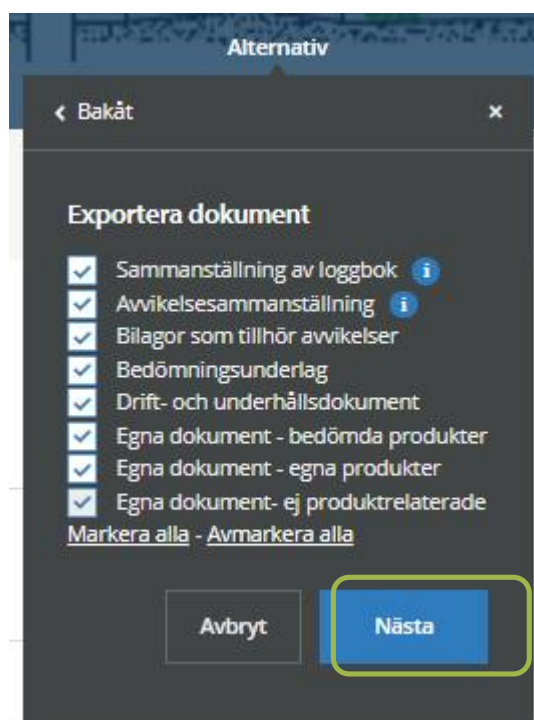 Alternativ
Bakåt
Exportera dokument
Sammanställning av loggbok
Avvikelsesammanställning
Bilagor som tillhör avvikelser
Bedömningsunderlag
Drift- och underhållsdokument
Egna dokument - bedömda produkter
Egna dokument - egna produkter
Egna dokument- ej produktrelaterade
Markera alla - Avmarkera alla
Avbryt Nästa